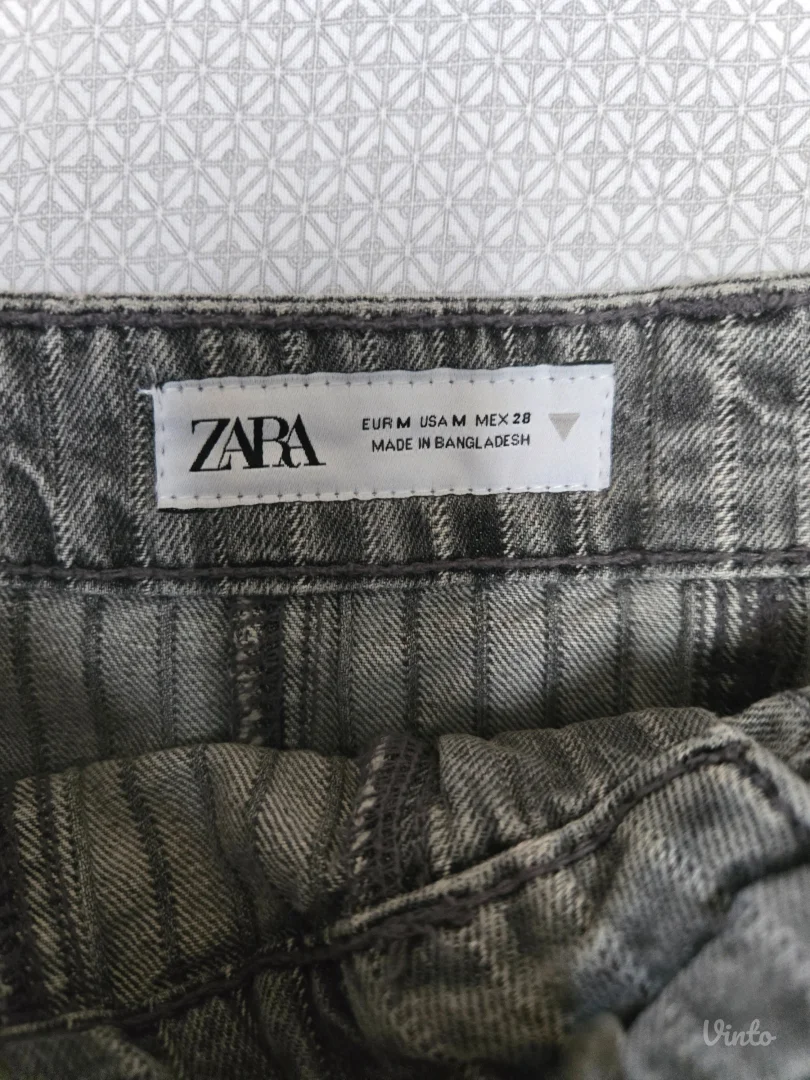 ZARA
EUR M USA M MEX 28
MADE IN BANGLADESH
Vinto